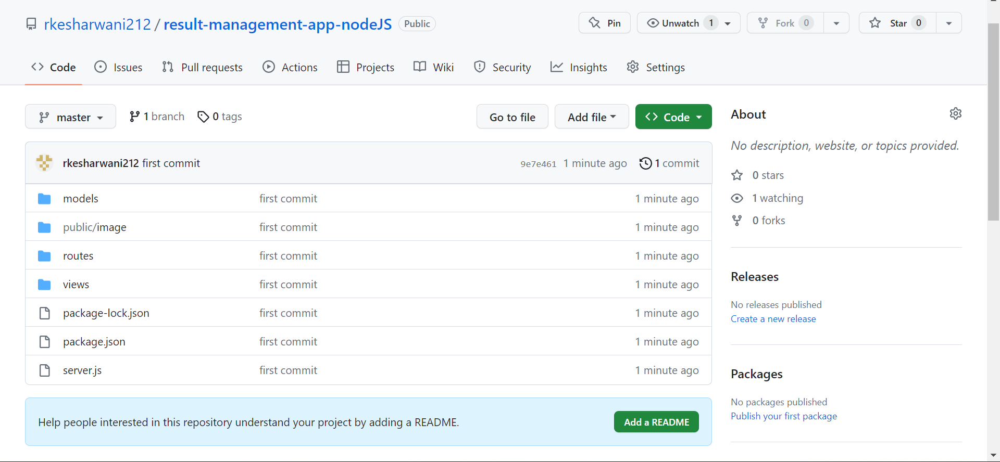 rkesharwani212 / result-management-app-nodeJS Public Pin Unwatch 1 Fork 0 Star 0
Code Issues Pull requests Actions Projects Wiki Security Insights Settings
master 1 branch 0 tags Go to file Add file Code
rkesharwani212 first commit 9e7e461 1 minute ago 1 commit
models first commit 1 minute ago
public/image first commit 1 minute ago
routes first commit 1 minute ago
views first commit 1 minute ago
package-lock.json first commit 1 minute ago
package.json first commit 1 minute ago
server.js first commit 1 minute ago
Help people interested in this repository understand your project by adding a README. Add a README
About
No description, website, or topics provided.
0 stars
1 watching
0 forks
Releases
No releases published
Create a new release
Packages
No packages published
Publish your first package